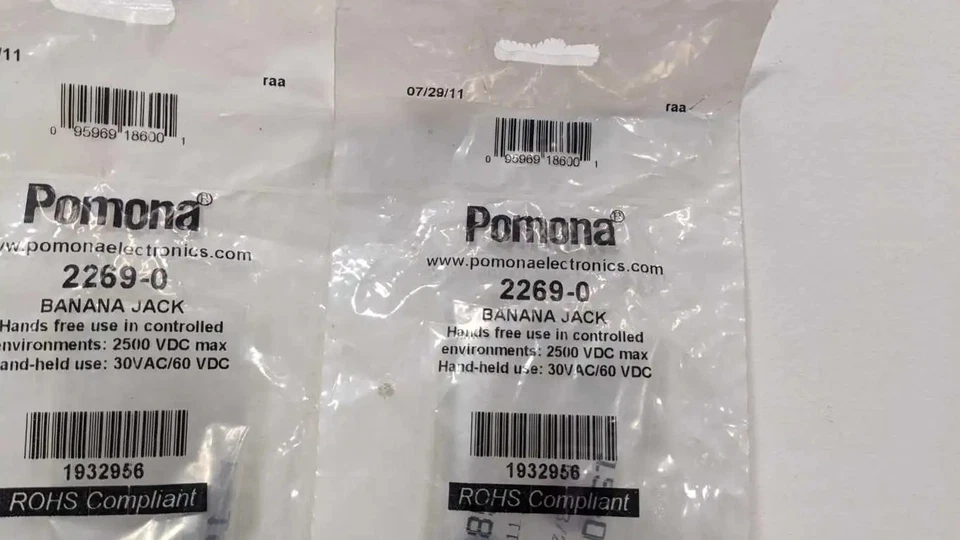 /11
raa
0 95969 18600 1
Pomona®
ww.pomonaelectronics.com
2269-0
BANANA JACK
Hands free use in controlled
environments: 2500 VDC max
and-held use: 30VAC/60 VDC
1932956
ROHS Compliant
07/29/11
raa
0 95969 18600 1
Pomona®
www.pomonaelectronics.com
2269-0
BANANA JACK
Hands free use in controlled
environments: 2500 VDC max
Hand-held use: 30VAC/60 VDC
1932956
ROHS Compliant